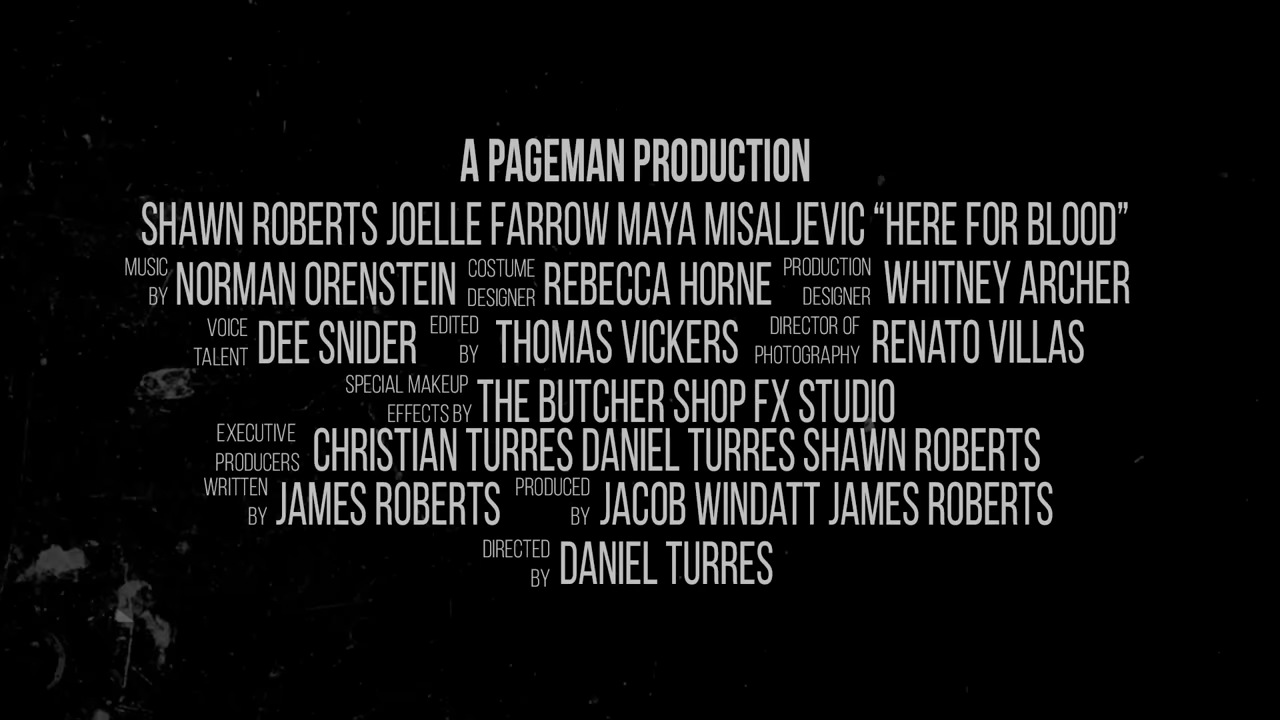 A PAGEMAN PRODUCTION
SHAWN ROBERTS JOELLE FARROW MAYA MISALJEVIC “HERE FOR BLOOD”
MUSIC BY NORMAN ORENSTEIN COSTUME DESIGNER REBECCA HORNE PRODUCTION DESIGNER WHITNEY ARCHER
VOICE TALENT DEE SNIDER EDITED BY THOMAS VICKERS DIRECTOR OF PHOTOGRAPHY RENATO VILLAS
SPECIAL MAKEUP EFFECTS BY THE BUTCHER SHOP FX STUDIO
EXECUTIVE PRODUCERS CHRISTIAN TURRES DANIEL TURRES SHAWN ROBERTS
WRITTEN BY JAMES ROBERTS PRODUCED BY JACOB WINDATT JAMES ROBERTS
DIRECTED BY DANIEL TURRES